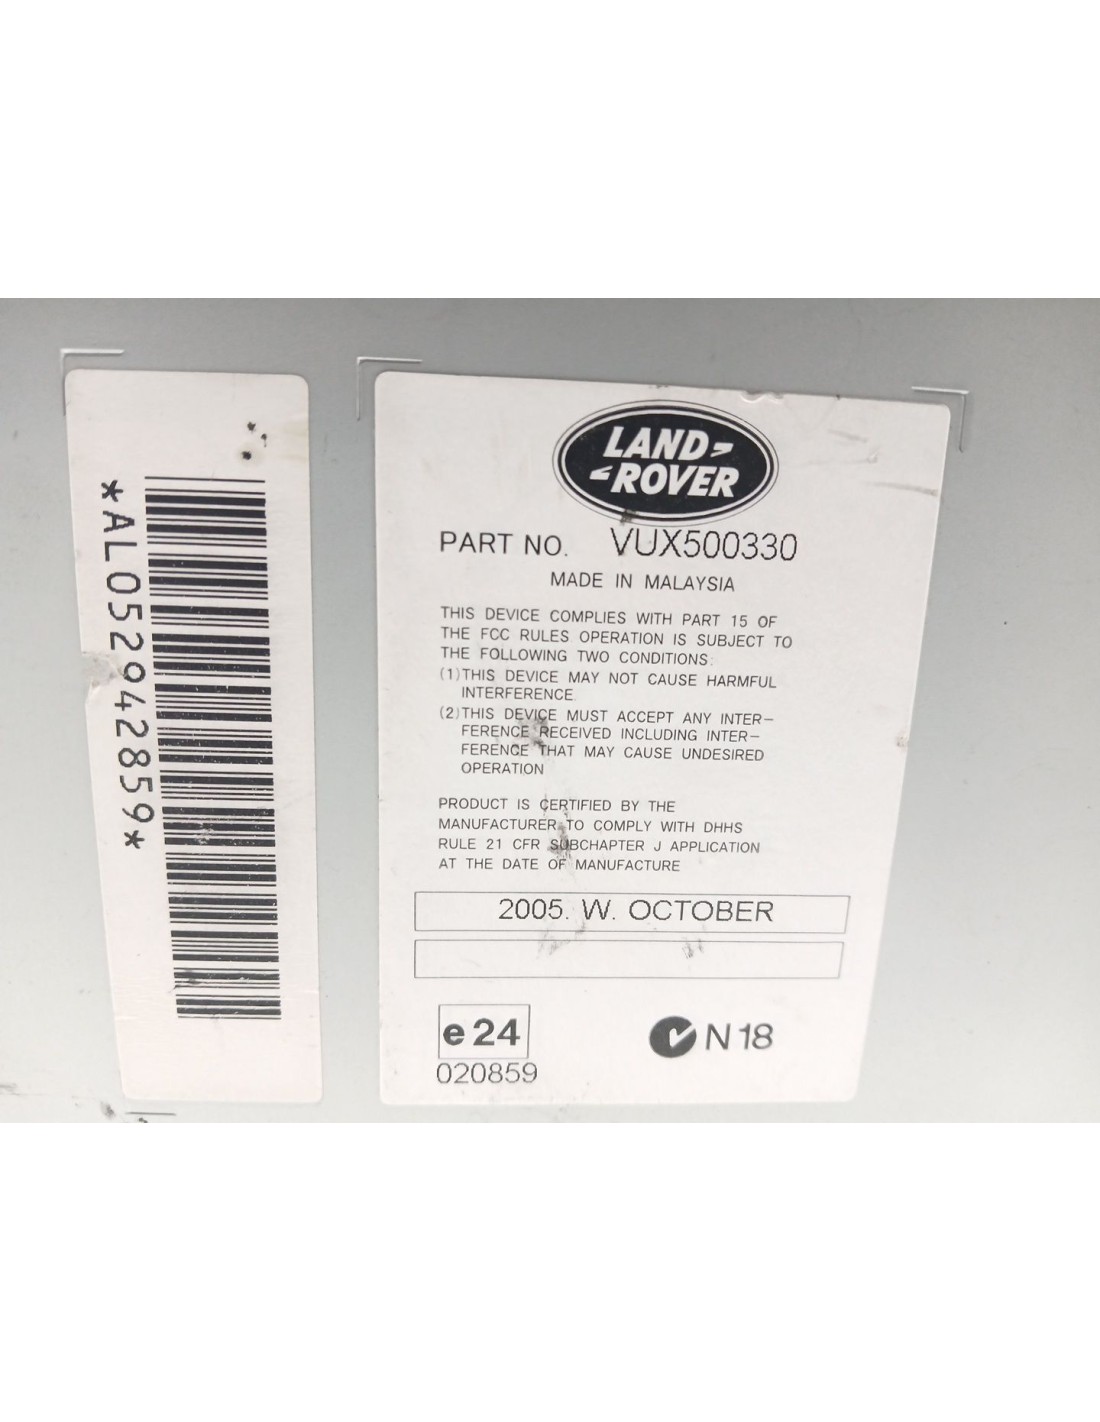 *AL052942859*
LAND-
-ROVER
PART NO. VUX500330
MADE IN MALAYSIA
THIS DEVICE COMPLIES WITH PART 15 OF
THE FCC RULES OPERATION IS SUBJECT TO
THE FOLLOWING TWO CONDITIONS.
(1)THIS DEVICE MAY NOT CAUSE HARMFUL
INTERFERENCE.
(2)THIS DEVICE MUST ACCEPT ANY INTER-
FERENCE RECEIVED INCLUDING INTER-
FERENCE THAT MAY CAUSE UNDESIRED
OPERATION
PRODUCT IS CERTIFIED BY THE
MANUFACTURER TO COMPLY WITH DHHS
RULE 21 CFR SUBCHAPTER J APPLICATION
AT THE DATE OF MANUFACTURE
2005. W. OCTOBER
e24
N18
020859